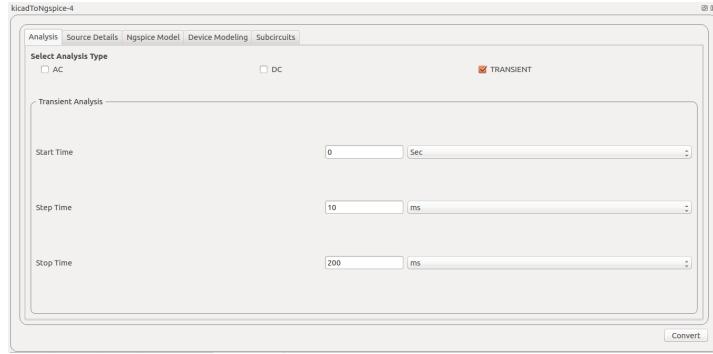 kicadToNgspice-4
Analysis Source Details Ngspice Model Device Modeling Subcircuits
Select Analysis Type
AC DC TRANSIENT
Transient Analysis
Start Time 0 Sec
Step Time 10 ms
Stop Time 200 ms
Convert